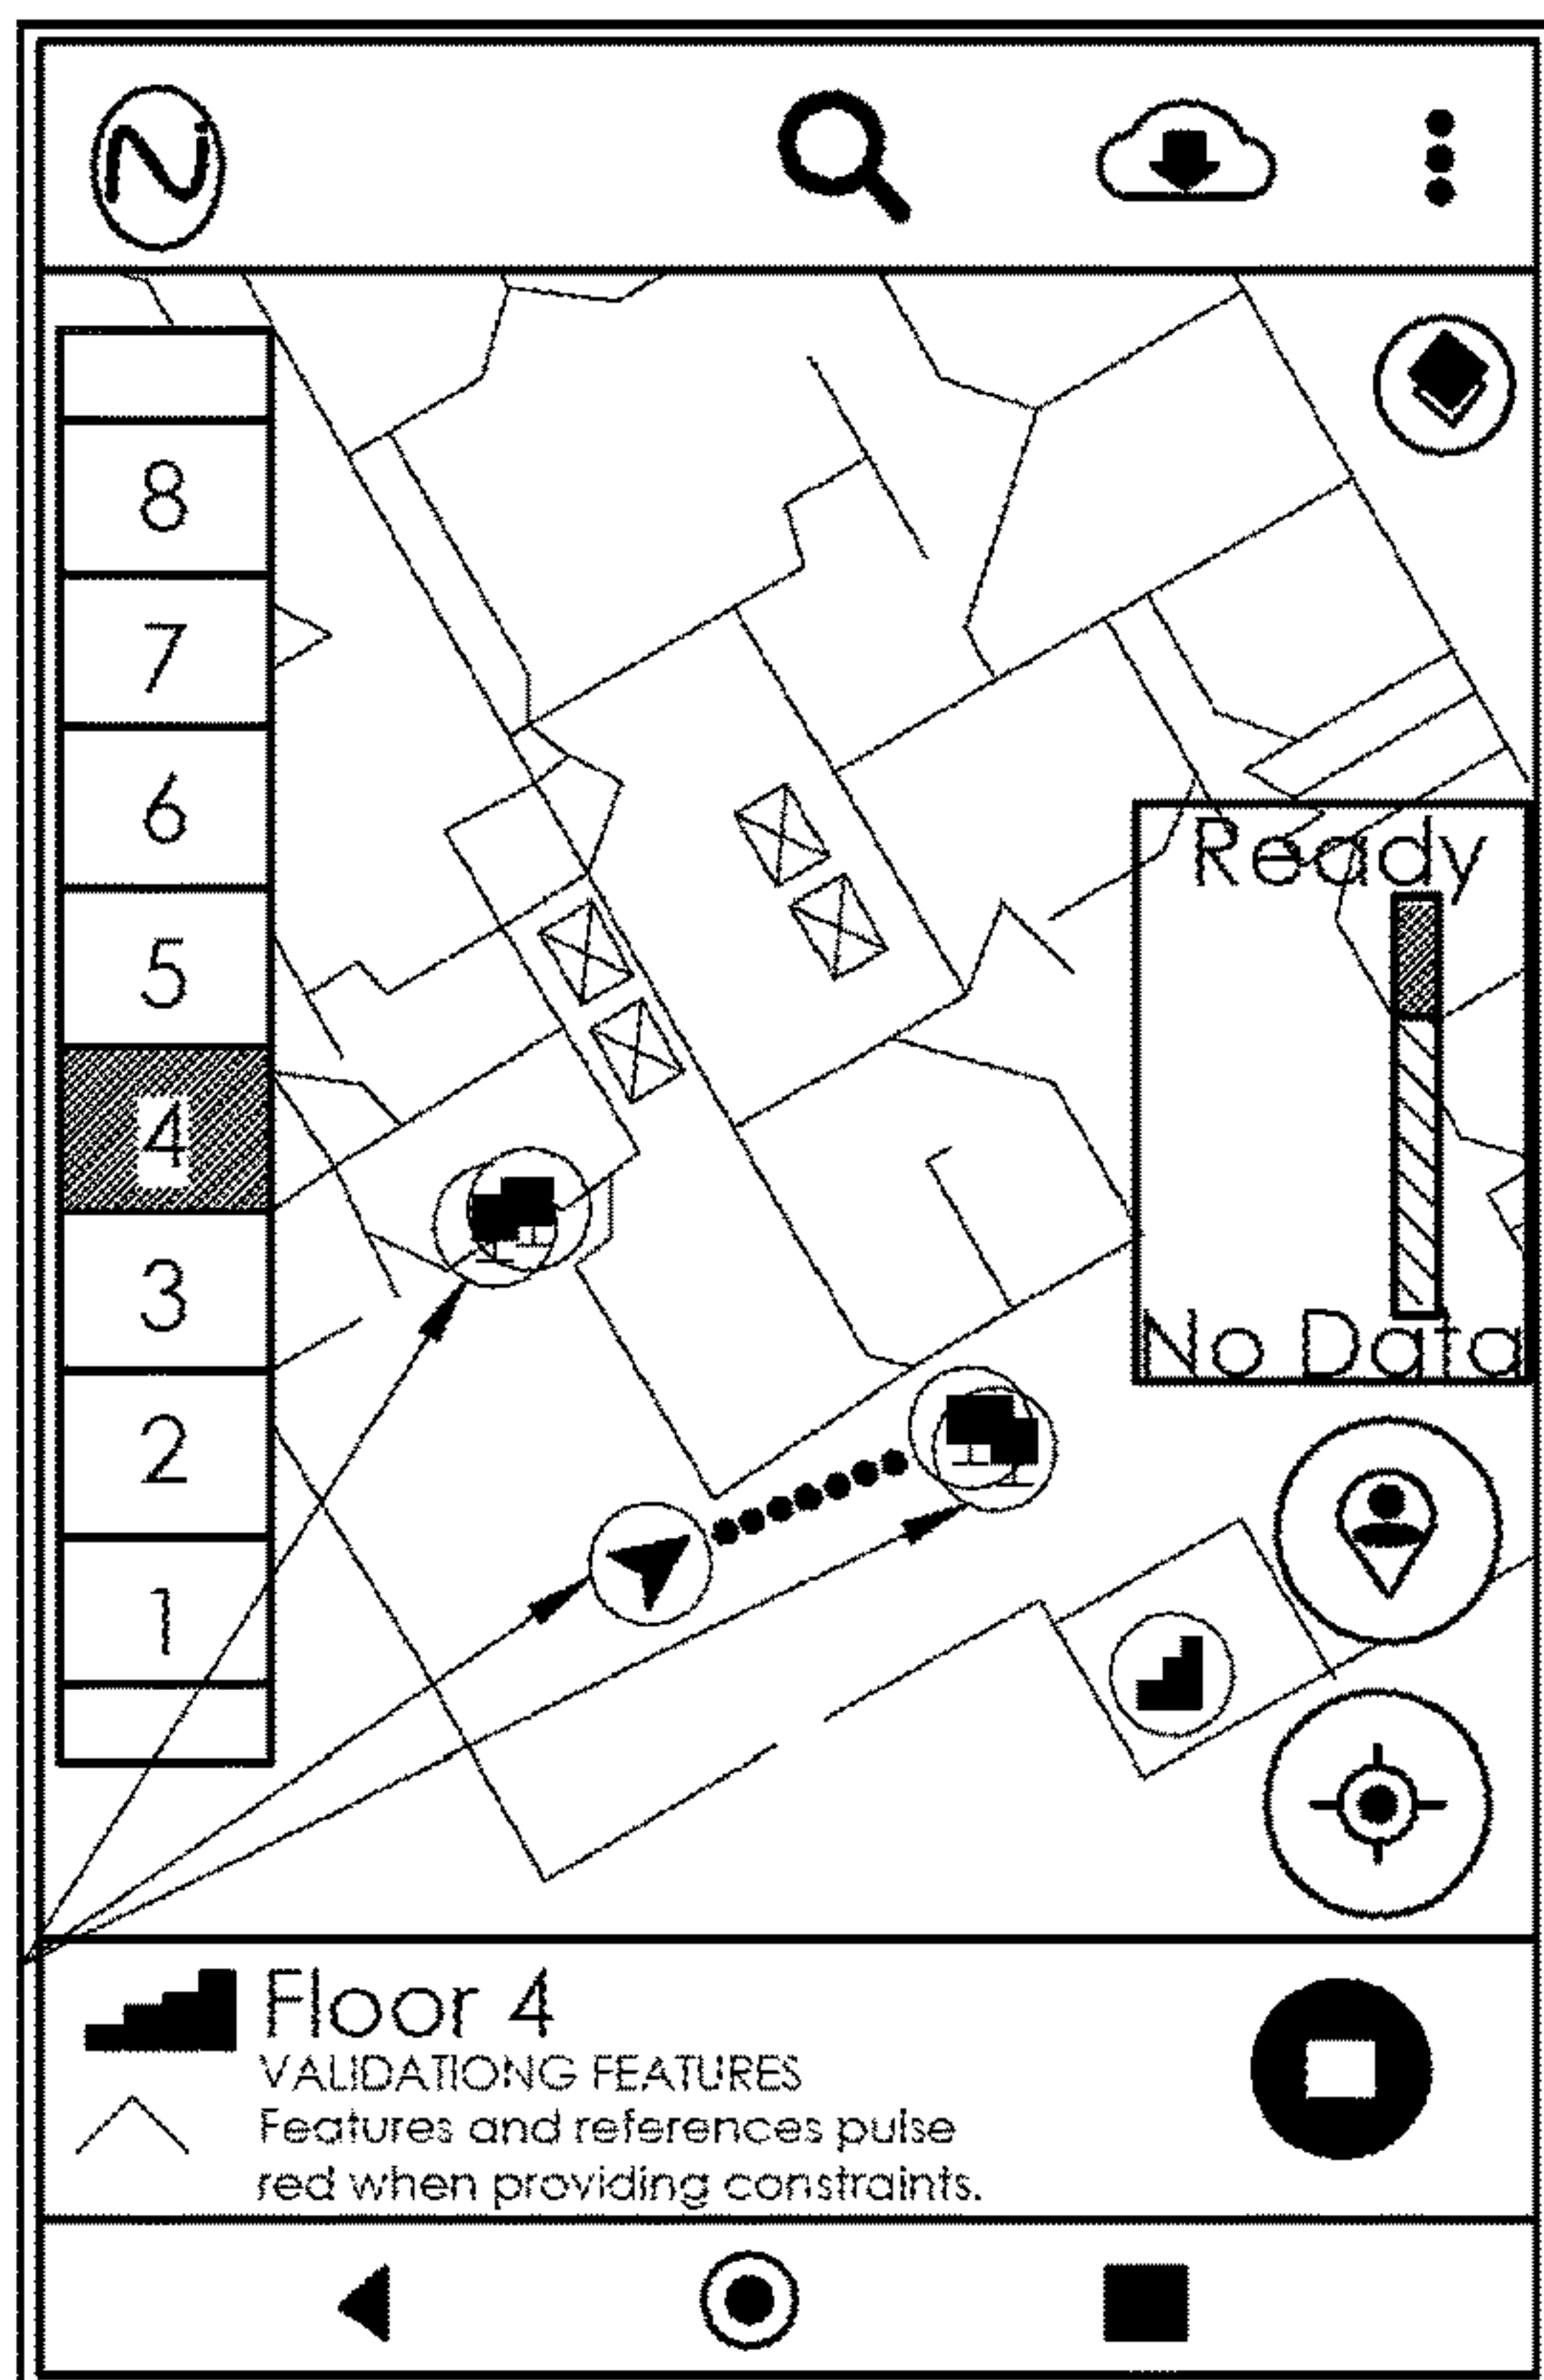 8
7
6
5
4
3
2
1
Ready
No Data
Floor 4
VALIDATIONG FEATURES
Features and references pulse
red when providing constraints.